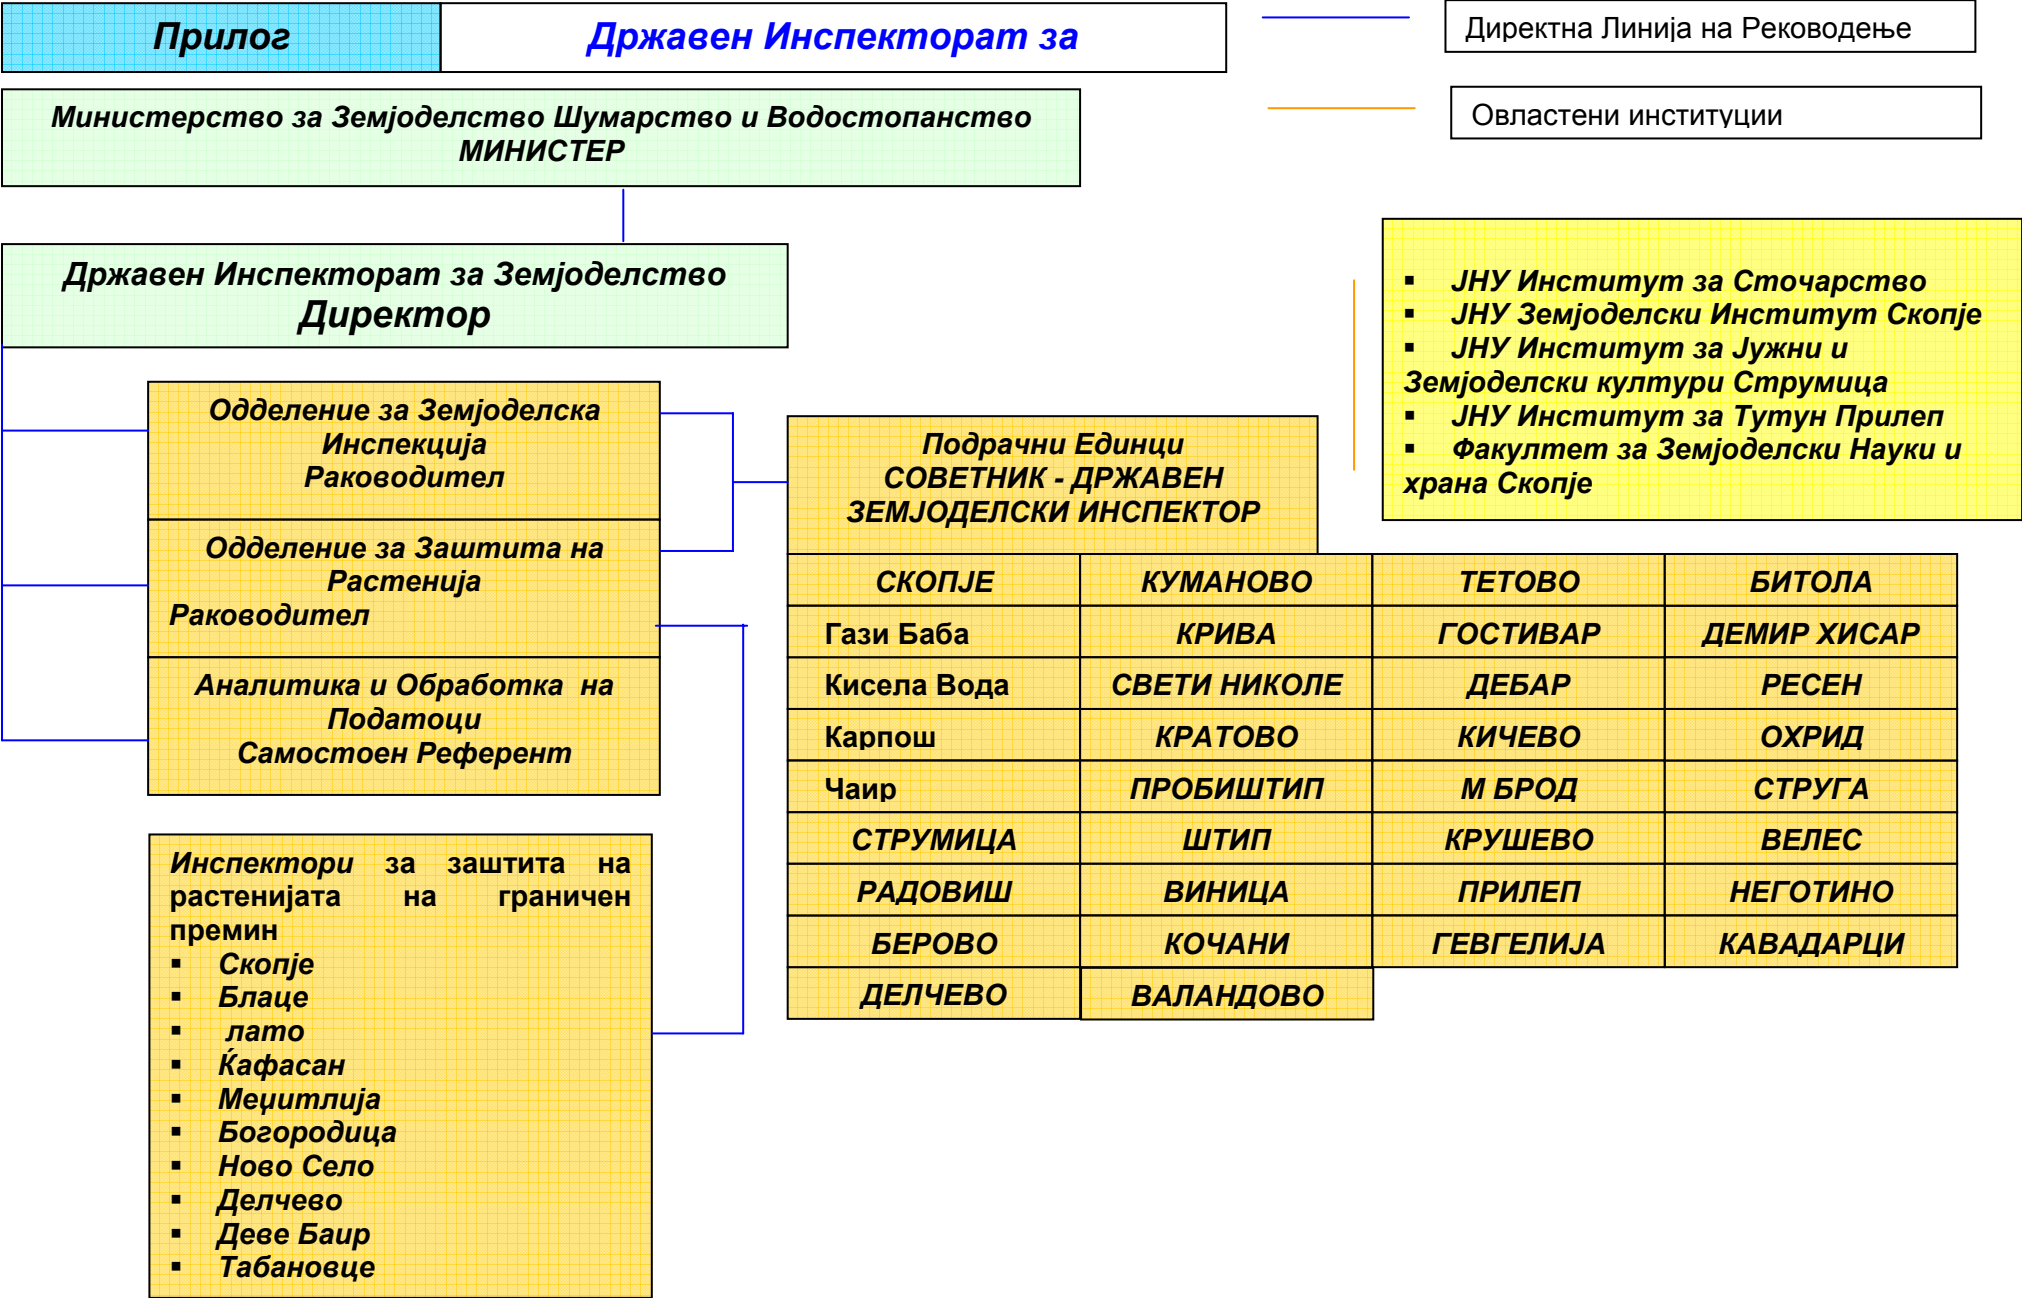 Прилог
Државен Инспекторат за
Директна Линија на Реководење
Овластени институции
Министерство за Земјоделство Шумарство и Водостопанство
МИНИСТЕР
Државен Инспекторат за Земјоделство
Директор
▪ ЈНУ Институт за Сточарство
▪ ЈНУ Земјоделски Институт Скопје
▪ ЈНУ Институт за Јужни и
Земјоделски култури Струмица
▪ ЈНУ Институт за Тутун Прилеп
▪ Факултет за Земјоделски Науки и
храна Скопје
Одделение за Земјоделска
Инспекција
Раководител
Одделение за Заштита на
Растенија
Раководител
Аналитика и Обработка на
Податоци
Самостоен Референт
Подрачни Единци
СОВЕТНИК - ДРЖАВЕН
ЗЕМЈОДЕЛСКИ ИНСПЕКТОР
СКОПЈЕ КУМАНОВО ТЕТОВО БИТОЛА
Гази Баба КРИВА ГОСТИВАР ДЕМИР ХИСАР
Кисела Вода СВЕТИ НИКОЛЕ ДЕБАР РЕСЕН
Карпош КРАТОВО КИЧЕВО ОХРИД
Чаир ПРОБИШТИП М БРОД СТРУГА
СТРУМИЦА ШТИП КРУШЕВО ВЕЛЕС
РАДОВИШ ВИНИЦА ПРИЛЕП НЕГОТИНО
БЕРОВО КОЧАНИ ГЕВГЕЛИЈА КАВАДАРЦИ
ДЕЛЧЕВО ВАЛАНДОВО
Инспектори за заштита на
растенијата на граничен
премин
▪ Скопје
▪ Блаце
▪ лато
▪ Ќафасан
▪ Меџитлија
▪ Богородица
▪ Ново Село
▪ Делчево
▪ Деве Баир
▪ Табановце